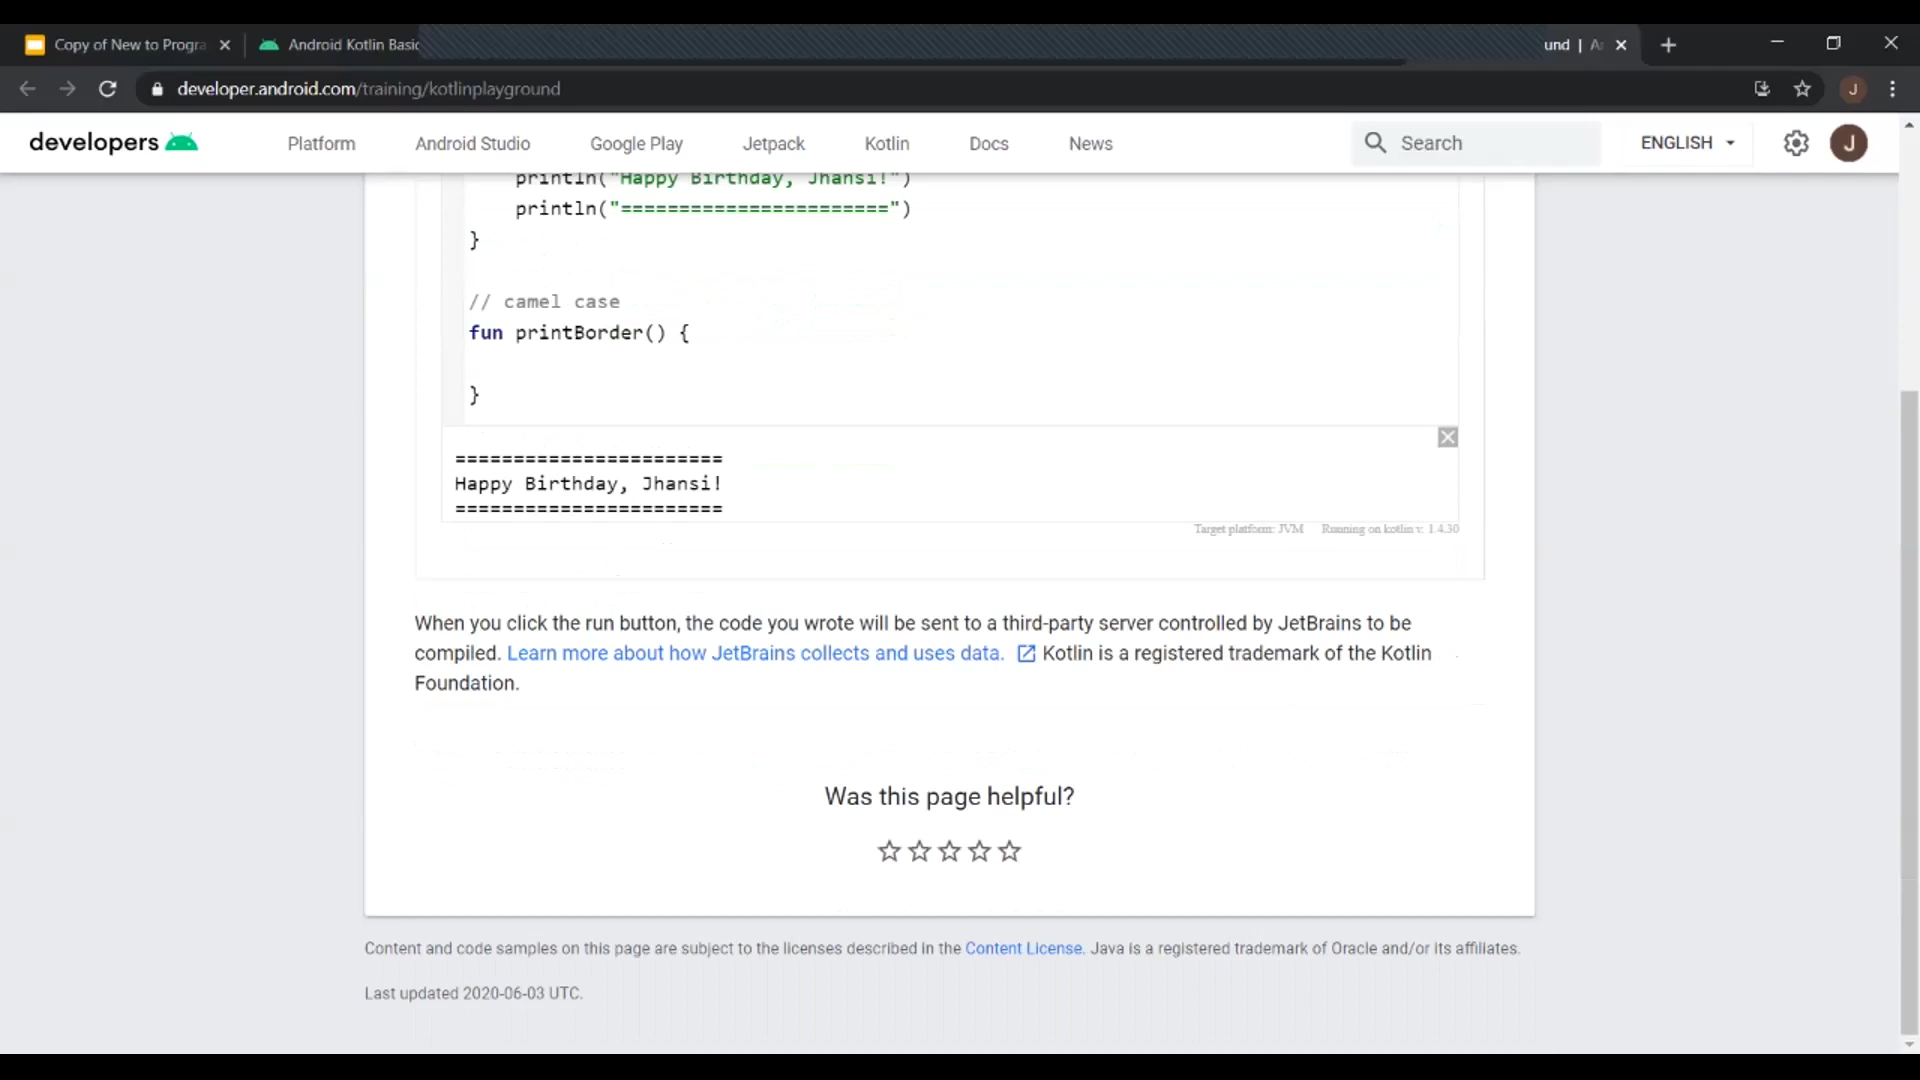 Copy of New to Progra
Android Kotlin Basic
und | A
developer.android.com/training/kotlinplayground
J
developers
Platform
Android Studio
Google Play
Jetpack
Kotlin
Docs
News
Search
ENGLISH
J
println("Happy Birthday, Jhansi!")
println("=======================")
}
// camel case
fun printBorder() {
}
=======================
Happy Birthday, Jhansi!
=======================
Target platform: JVM Running on kotlin v. 1.4.30
When you click the run button, the code you wrote will be sent to a third-party server controlled by JetBrains to be
compiled. Learn more about how JetBrains collects and uses data. Kotlin is a registered trademark of the Kotlin
Foundation.
Was this page helpful?
Content and code samples on this page are subject to the licenses described in the Content License. Java is a registered trademark of Oracle and/or its affiliates.
Last updated 2020-06-03 UTC.